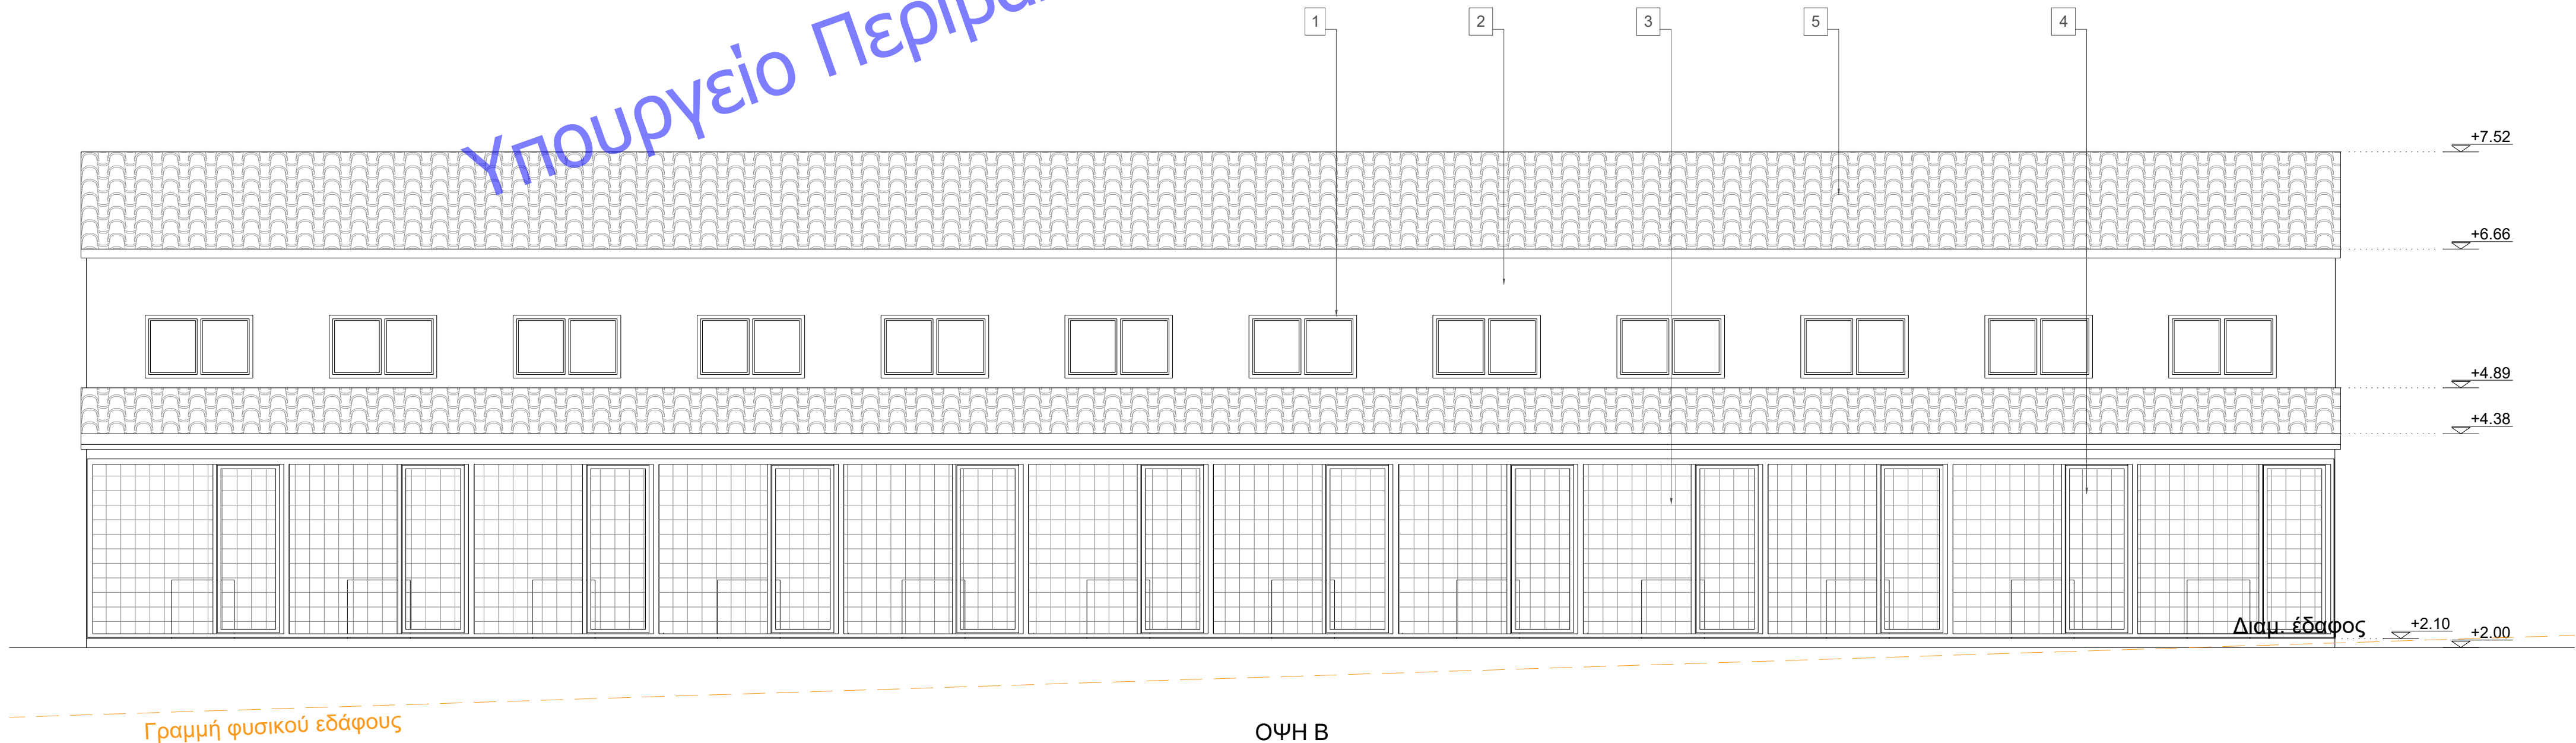 Υπουργείο
1
2
3
5
4
+7.52
+6.66
+4.89
+4.38
Διαμ. έδαφος
+2.10
+2.00
Γραμμή φυσικού εδάφους
ΟΨΗ Β